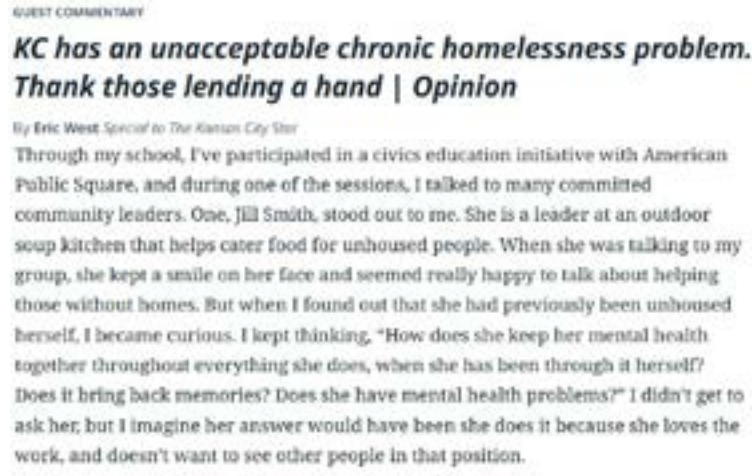 GUEST COMMENTARY
KC has an unacceptable chronic homelessness problem.
Thank those lending a hand | Opinion
By Eric West Special to The Kansas City Star
Through my school, I've participated in a civics education initiative with American
Public Square, and during one of the sessions, I talked to many committed
community leaders. One, Jill Smith, stood out to me. She is a leader at an outdoor
soup kitchen that helps cater food for unhoused people. When she was talking to my
group, she kept a smile on her face and seemed really happy to talk about helping
those without homes. But when I found out that she had previously been unhoused
herself, I became curious. I kept thinking, “How does she keep her mental health
together throughout everything she does, when she has been through it herself?
Does it bring back memories? Does she have mental health problems?” I didn't get to
ask her, but I imagine her answer would have been she does it because she loves the
work, and doesn't want to see other people in that position.